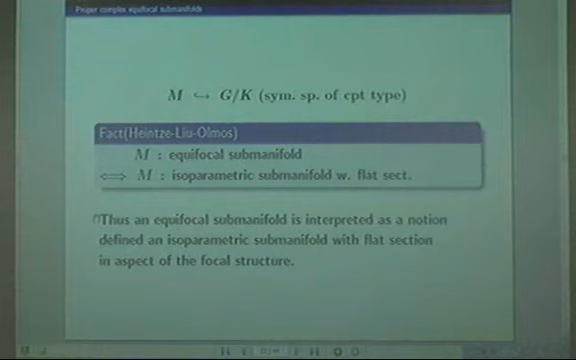 Proper complex equifocal submanifolds
M ↪ G/K (sym. sp. of cpt type)
Fact(Heintze-Liu-Olmos)
M : equifocal submanifold
⟺ M : isoparametric submanifold w. flat sect.
Thus an equifocal submanifold is interpreted as a notion
defined an isoparametric submanifold with flat section
in aspect of the focal structure.